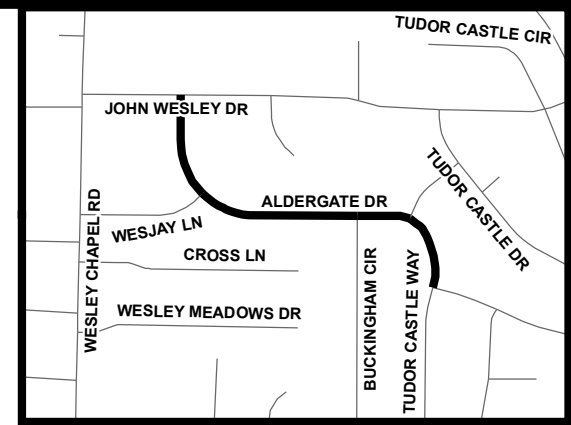 TUDOR CASTLE CIR
JOHN WESLEY DR
TUDOR CASTLE DR
ALDERGATE DR
WESLEY CHAPEL RD
WESJAY LN
CROSS LN
BUCKINGHAM CIR
TUDOR CASTLE WAY
WESLEY MEADOWS DR